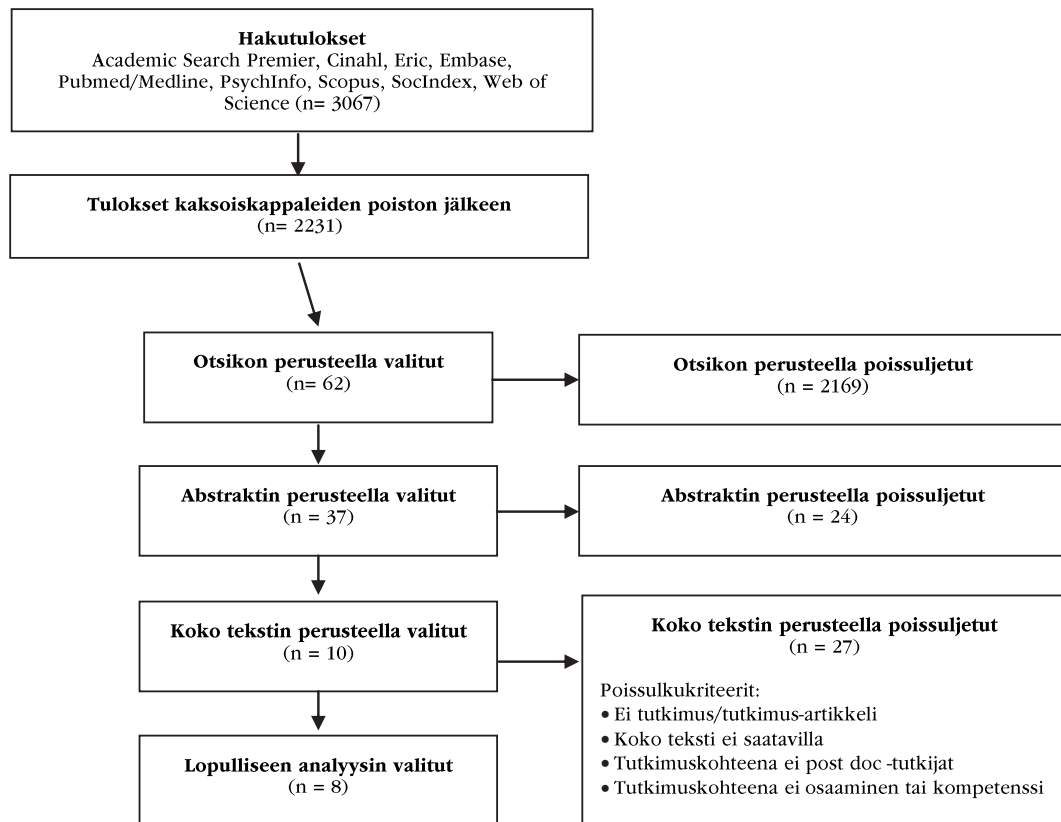 Hakutulokset
Academic Search Premier, Cinahl, Eric, Embase,
Pubmed/Medline, PsychInfo, Scopus, SocIndex, Web of
Science (n= 3067)
Tulokset kaksoiskappaleiden poiston jälkeen
(n= 2231)
Otsikon perusteella valitut
(n= 62)
Otsikon perusteella poissuljetut
(n = 2169)
Abstraktin perusteella valitut
(n = 37)
Abstraktin perusteella poissuljetut
(n = 24)
Koko tekstin perusteella valitut
(n = 10)
Koko tekstin perusteella poissuljetut
(n = 27)
Poissulkukriteerit:
• Ei tutkimus/tutkimus-artikkeli
• Koko teksti ei saatavilla
• Tutkimuskohteena ei post doc -tutkijat
• Tutkimuskohteena ei osaaminen tai kompetenssi
Lopulliseen analyysin valitut
(n = 8)